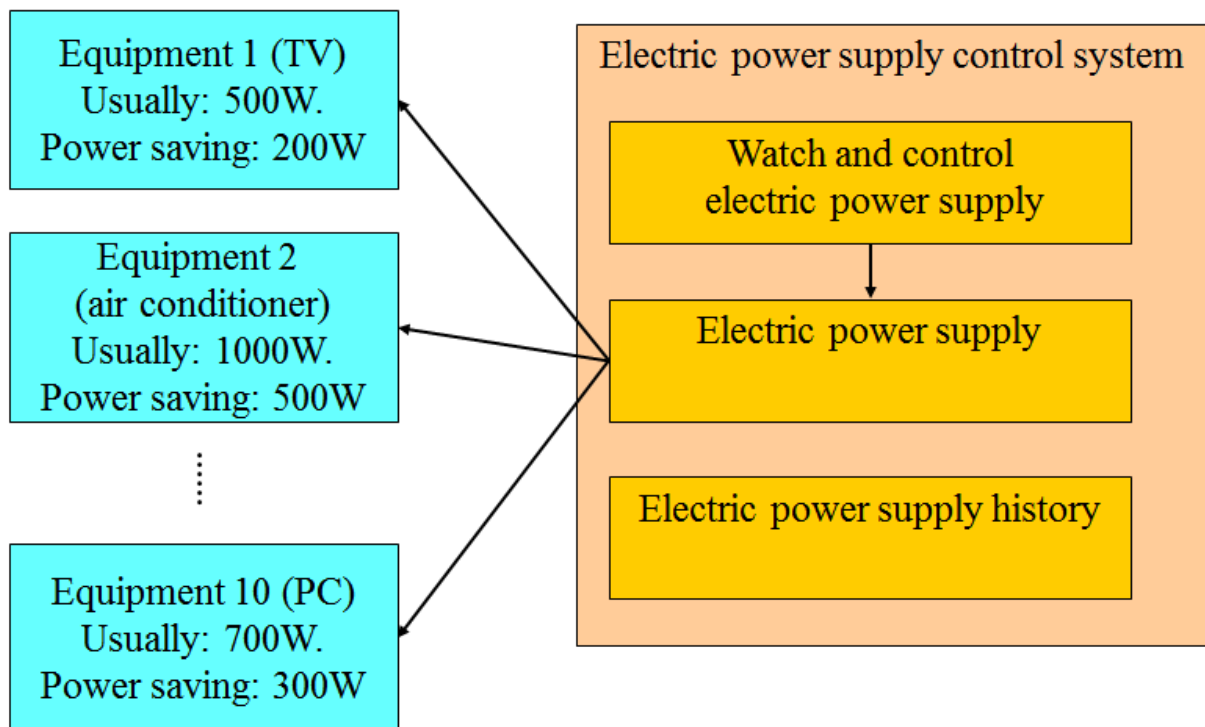 Equipment 1 (TV)
Usually: 500W.
Power saving: 200W
Equipment 2
(air conditioner)
Usually: 1000W.
Power saving: 500W
Equipment 10 (PC)
Usually: 700W.
Power saving: 300W
Electric power supply control system
Watch and control
electric power supply
Electric power supply
Electric power supply history